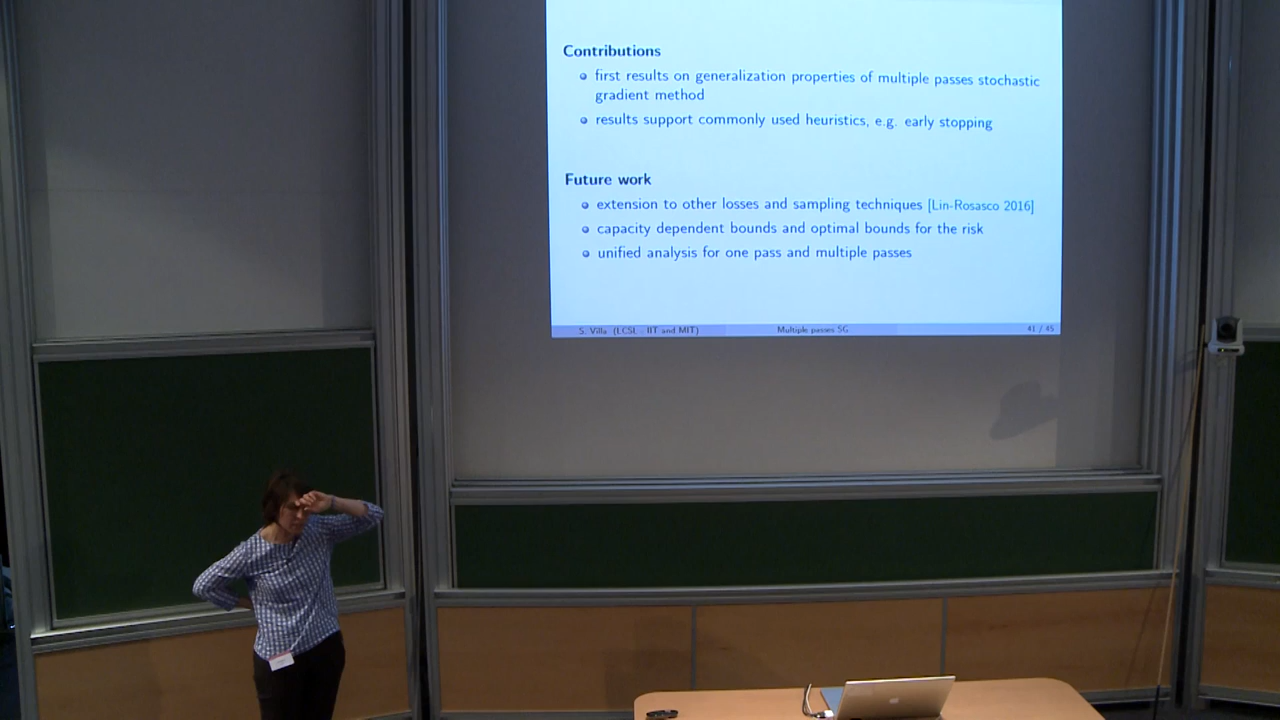 Contributions
first results on generalization properties of multiple passes stochastic
gradient method
results support commonly used heuristics, e.g. early stopping
Future work
extension to other losses and sampling techniques [Lin-Rosasco 2016]
capacity dependent bounds and optimal bounds for the risk
unified analysis for one pass and multiple passes
S. Villa (LCSL - IIT and MIT) Multiple passes SG 41 / 45